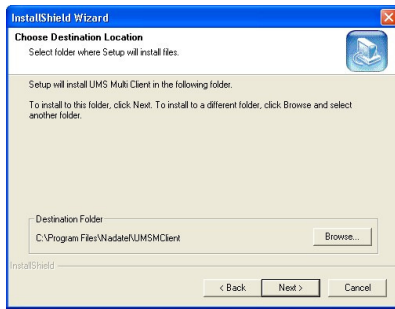 InstallShield Wizard
Choose Destination Location
Select folder where Setup will install files.
Setup will install UMS Multi Client in the following folder.
To install to this folder, click Next. To install to a different folder, click Browse and select
another folder.
Destination Folder
C:\Program Files\Nadatel\UMSMClient
Browse...
InstallShield
< Back
Next >
Cancel